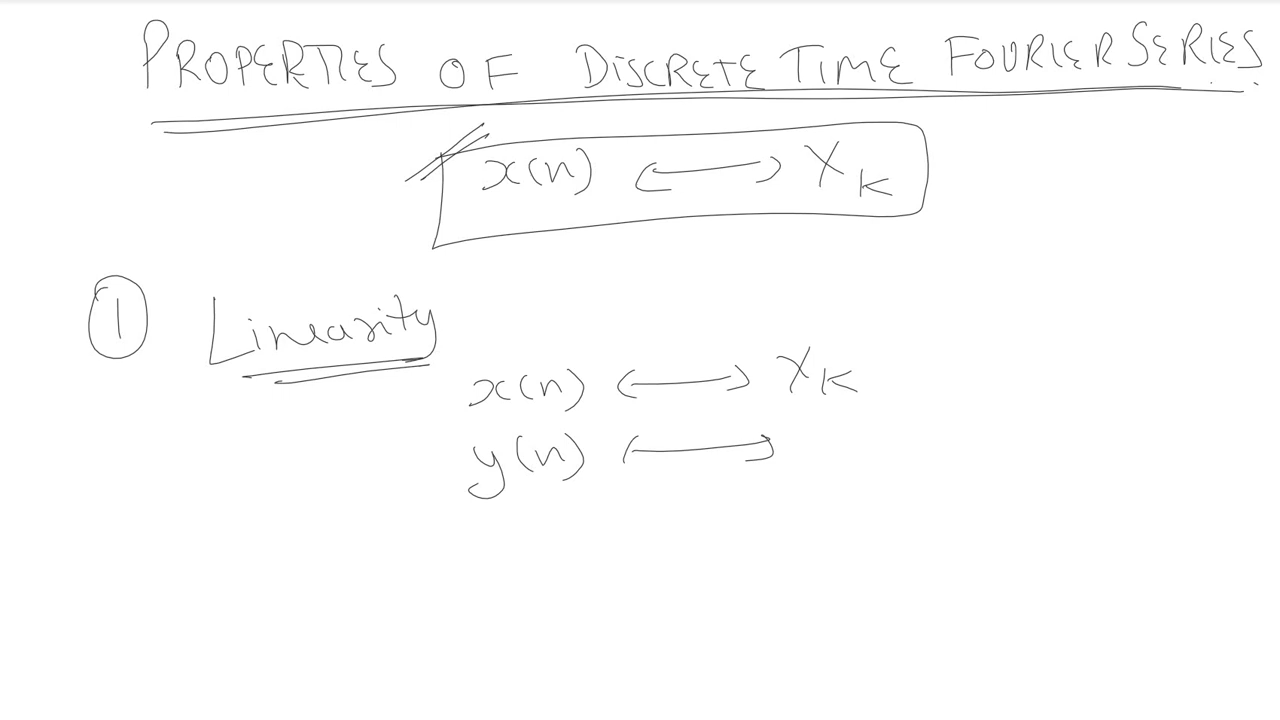 PROPERTIES OF DISCRETE TIME FOURIER SERIES
x(n) ⟷ X_K
① Linearity
x(n) ⟷ X_K
y(n) ⟷